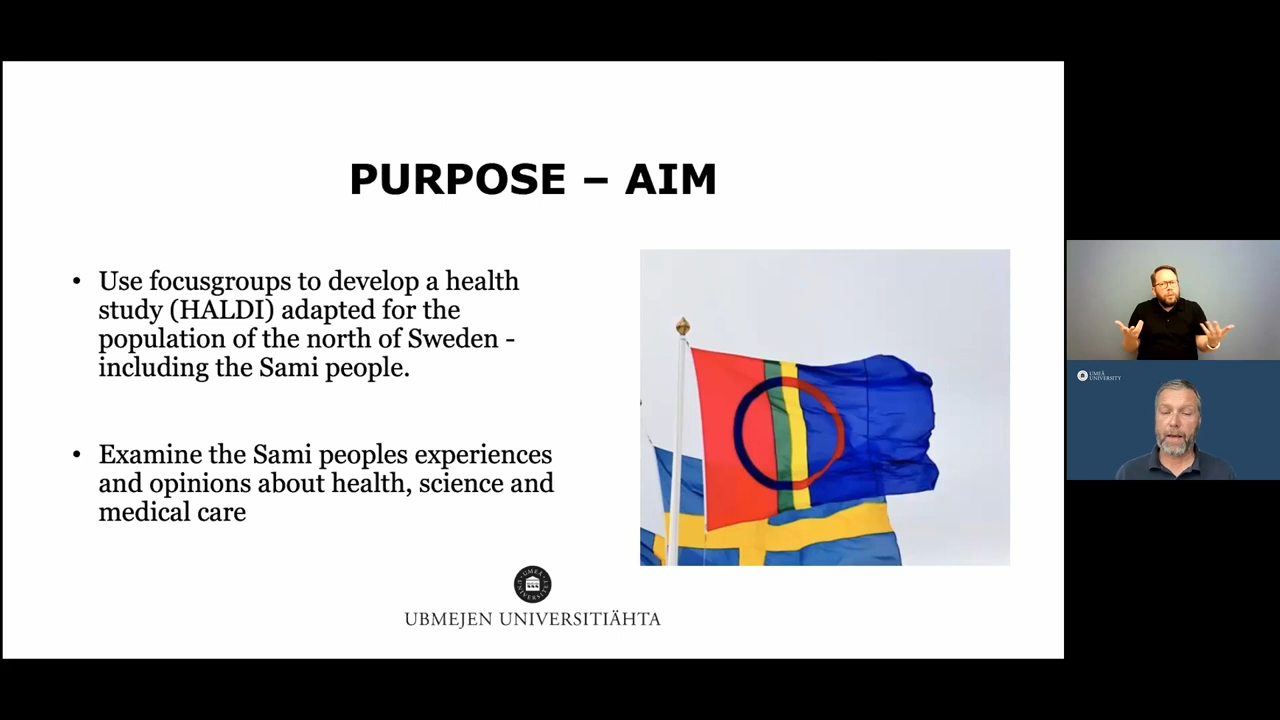 PURPOSE – AIM
• Use focusgroups to develop a health
study (HALDI) adapted for the
population of the north of Sweden -
including the Sami people.
• Examine the Sami peoples experiences
and opinions about health, science and
medical care
UMEÅ UNIVERSITET
UBMEJEN UNIVERSITIÄHTA
UMEÅ
UNIVERSITY